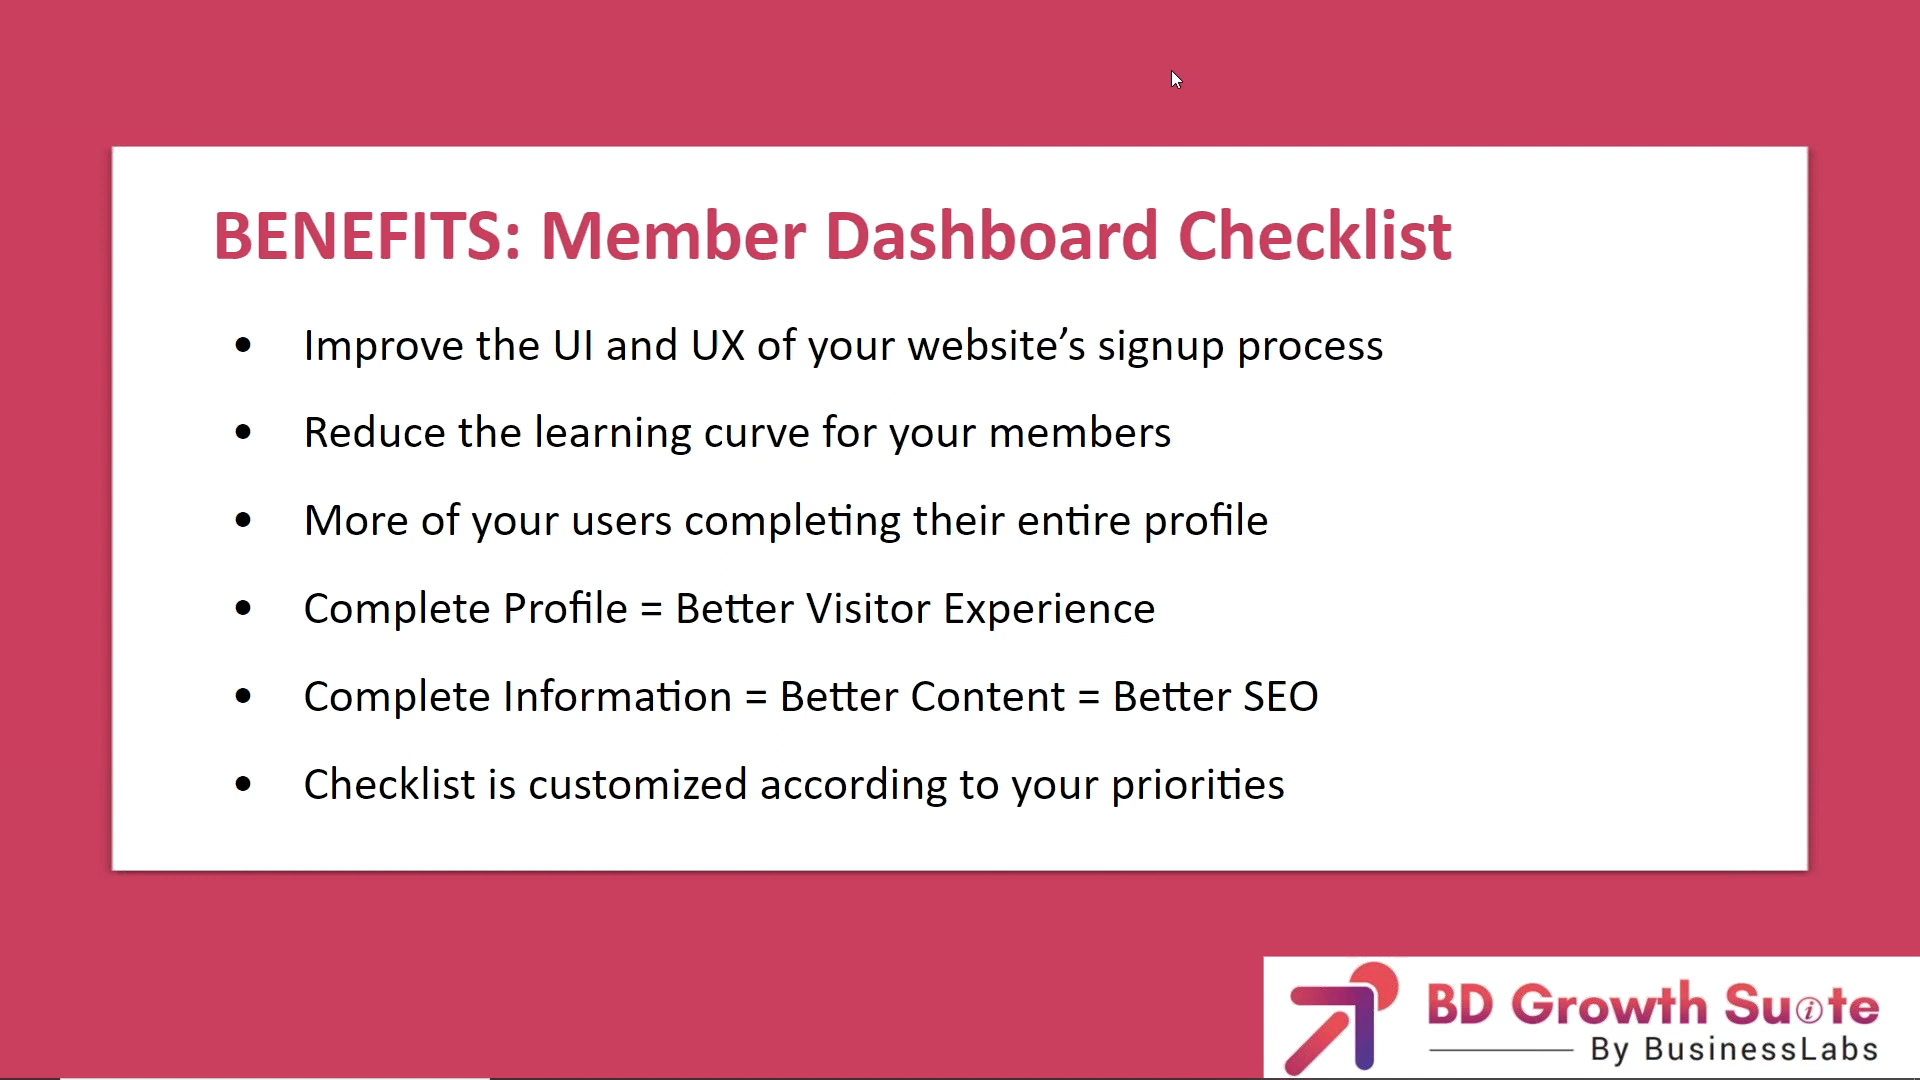 BENEFITS: Member Dashboard Checklist
• Improve the UI and UX of your website’s signup process
• Reduce the learning curve for your members
• More of your users completing their entire profile
• Complete Profile = Better Visitor Experience
• Complete Information = Better Content = Better SEO
• Checklist is customized according to your priorities
BD Growth Suite
By BusinessLabs